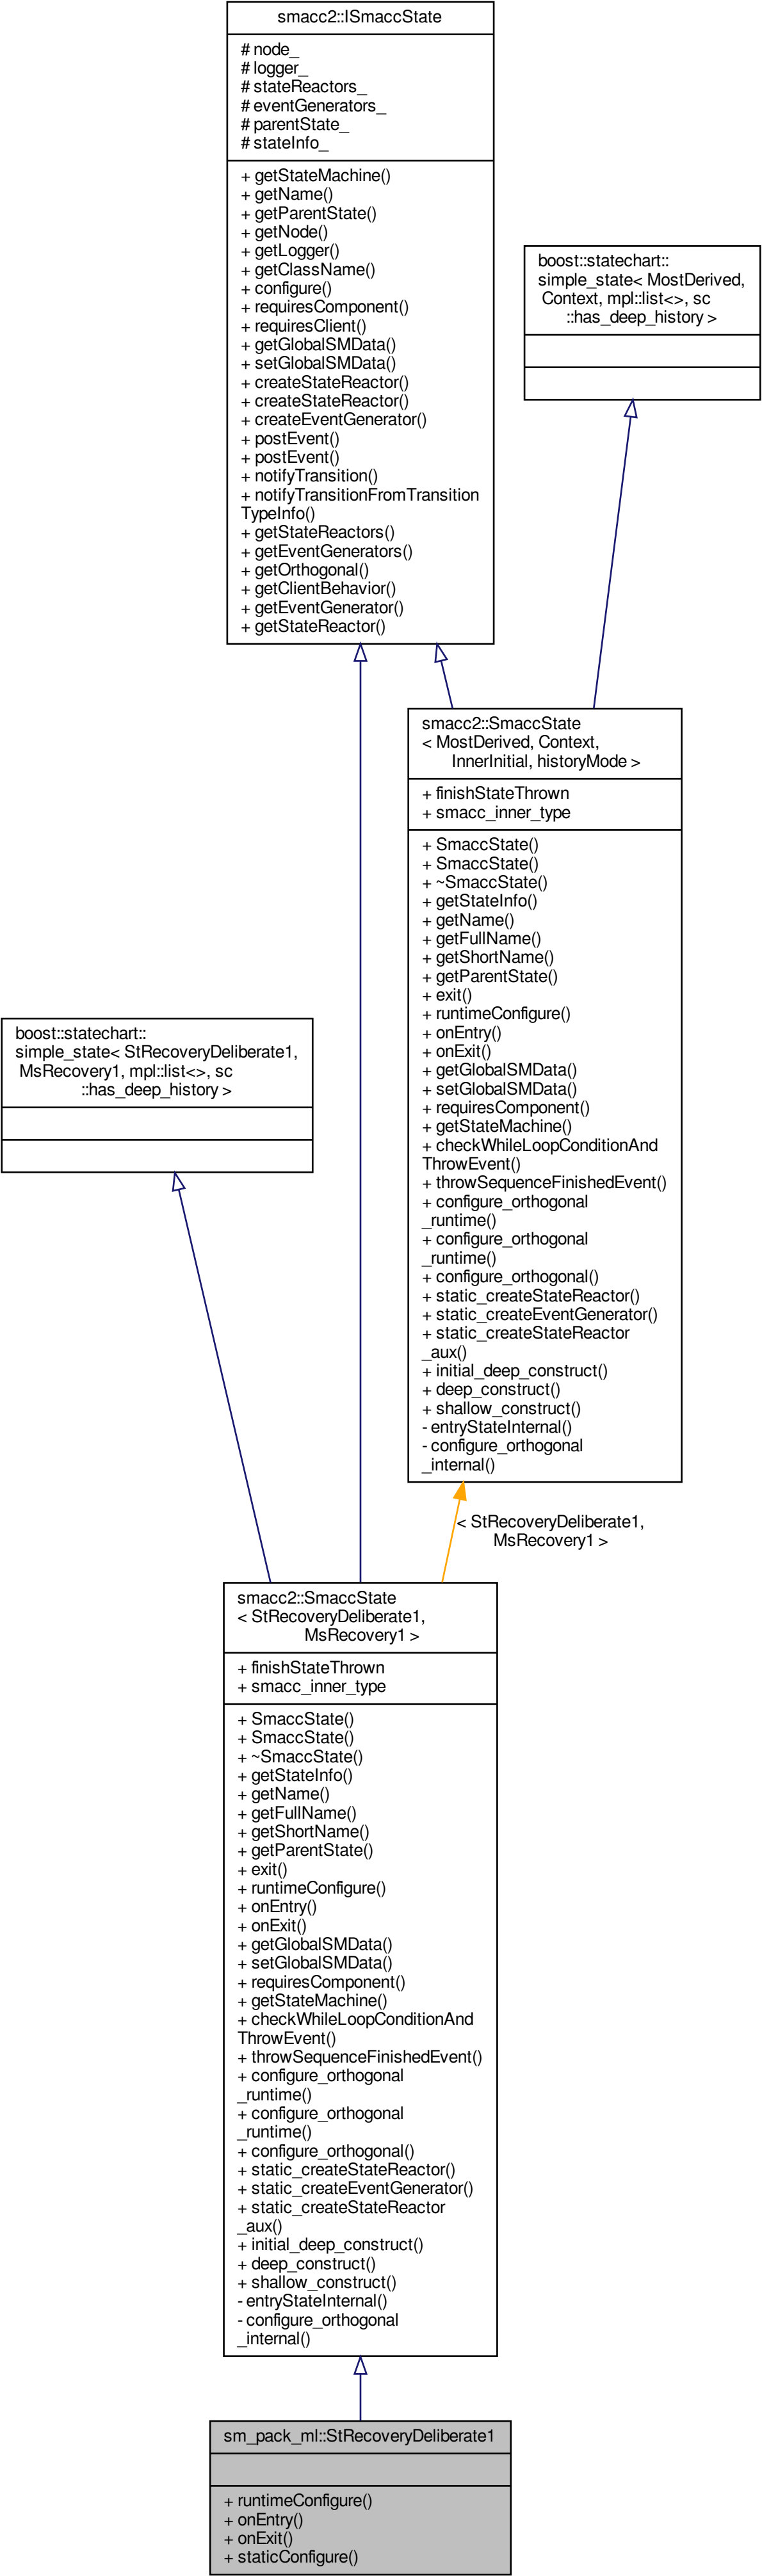 smacc2::ISmaccState
# node_
# logger_
# stateReactors_
# eventGenerators_
# parentState_
# stateInfo_
+ getStateMachine()
+ getName()
+ getParentState()
+ getNode()
+ getLogger()
+ getClassName()
+ configure()
+ requiresComponent()
+ requiresClient()
+ getGlobalSMData()
+ setGlobalSMData()
+ createStateReactor()
+ createStateReactor()
+ createEventGenerator()
+ postEvent()
+ postEvent()
+ notifyTransition()
+ notifyTransitionFromTransition
TypeInfo()
+ getStateReactors()
+ getEventGenerators()
+ getOrthogonal()
+ getClientBehavior()
+ getEventGenerator()
+ getStateReactor()
boost::statechart::
simple_state< MostDerived,
Context, mpl::list<>, sc
::has_deep_history >
smacc2::SmaccState
< MostDerived, Context,
InnerInitial, historyMode >
+ finishStateThrown
+ smacc_inner_type
+ SmaccState()
+ SmaccState()
+ ~SmaccState()
+ getStateInfo()
+ getName()
+ getFullName()
+ getShortName()
+ getParentState()
+ exit()
+ runtimeConfigure()
+ onEntry()
+ onExit()
+ getGlobalSMData()
+ setGlobalSMData()
+ requiresComponent()
+ getStateMachine()
+ checkWhileLoopConditionAnd
ThrowEvent()
+ throwSequenceFinishedEvent()
+ configure_orthogonal
_runtime()
+ configure_orthogonal
_runtime()
+ configure_orthogonal()
+ static_createStateReactor()
+ static_createEventGenerator()
+ static_createStateReactor
_aux()
+ initial_deep_construct()
+ deep_construct()
+ shallow_construct()
- entryStateInternal()
- configure_orthogonal
_internal()
boost::statechart::
simple_state< StRecoveryDeliberate1,
MsRecovery1, mpl::list<>, sc
::has_deep_history >
< StRecoveryDeliberate1,
MsRecovery1 >
smacc2::SmaccState
< StRecoveryDeliberate1,
MsRecovery1 >
+ finishStateThrown
+ smacc_inner_type
+ SmaccState()
+ SmaccState()
+ ~SmaccState()
+ getStateInfo()
+ getName()
+ getFullName()
+ getShortName()
+ getParentState()
+ exit()
+ runtimeConfigure()
+ onEntry()
+ onExit()
+ getGlobalSMData()
+ setGlobalSMData()
+ requiresComponent()
+ getStateMachine()
+ checkWhileLoopConditionAnd
ThrowEvent()
+ throwSequenceFinishedEvent()
+ configure_orthogonal
_runtime()
+ configure_orthogonal
_runtime()
+ configure_orthogonal()
+ static_createStateReactor()
+ static_createEventGenerator()
+ static_createStateReactor
_aux()
+ initial_deep_construct()
+ deep_construct()
+ shallow_construct()
- entryStateInternal()
- configure_orthogonal
_internal()
sm_pack_ml::StRecoveryDeliberate1
+ runtimeConfigure()
+ onEntry()
+ onExit()
+ staticConfigure()